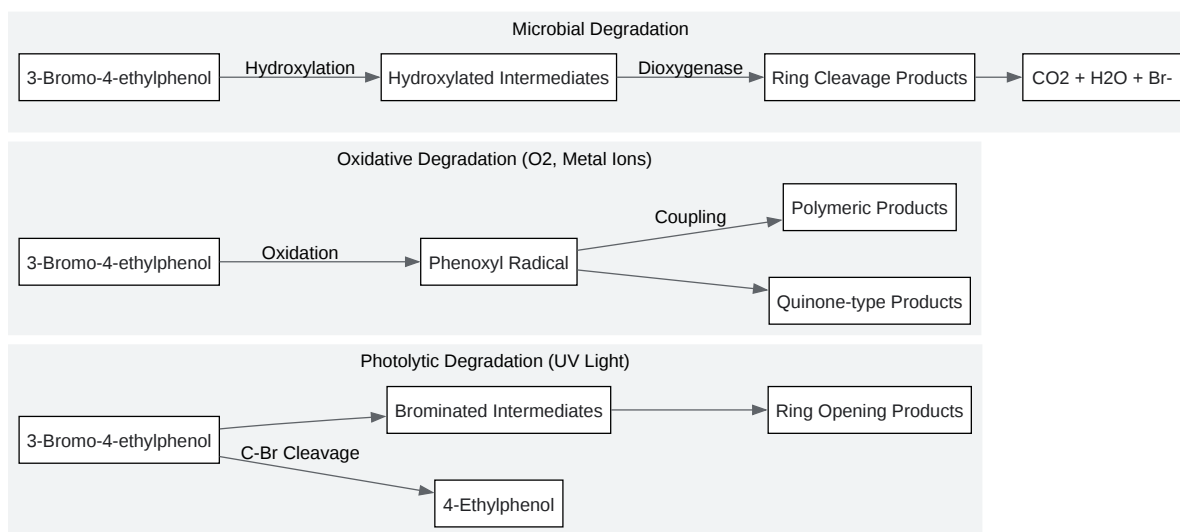 Microbial Degradation
3-Bromo-4-ethylphenol
Hydroxylation
Hydroxylated Intermediates
Dioxygenase
Ring Cleavage Products
CO2 + H2O + Br-
Oxidative Degradation (O2, Metal Ions)
3-Bromo-4-ethylphenol
Oxidation
Phenoxyl Radical
Coupling
Polymeric Products
Quinone-type Products
Photolytic Degradation (UV Light)
3-Bromo-4-ethylphenol
Brominated Intermediates
Ring Opening Products
C-Br Cleavage
4-Ethylphenol